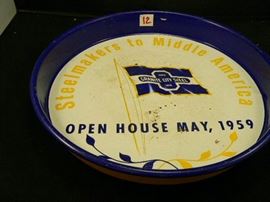 12
Steelmakers to Middle America
GRANITE CITY STEEL
OPEN HOUSE MAY, 1959